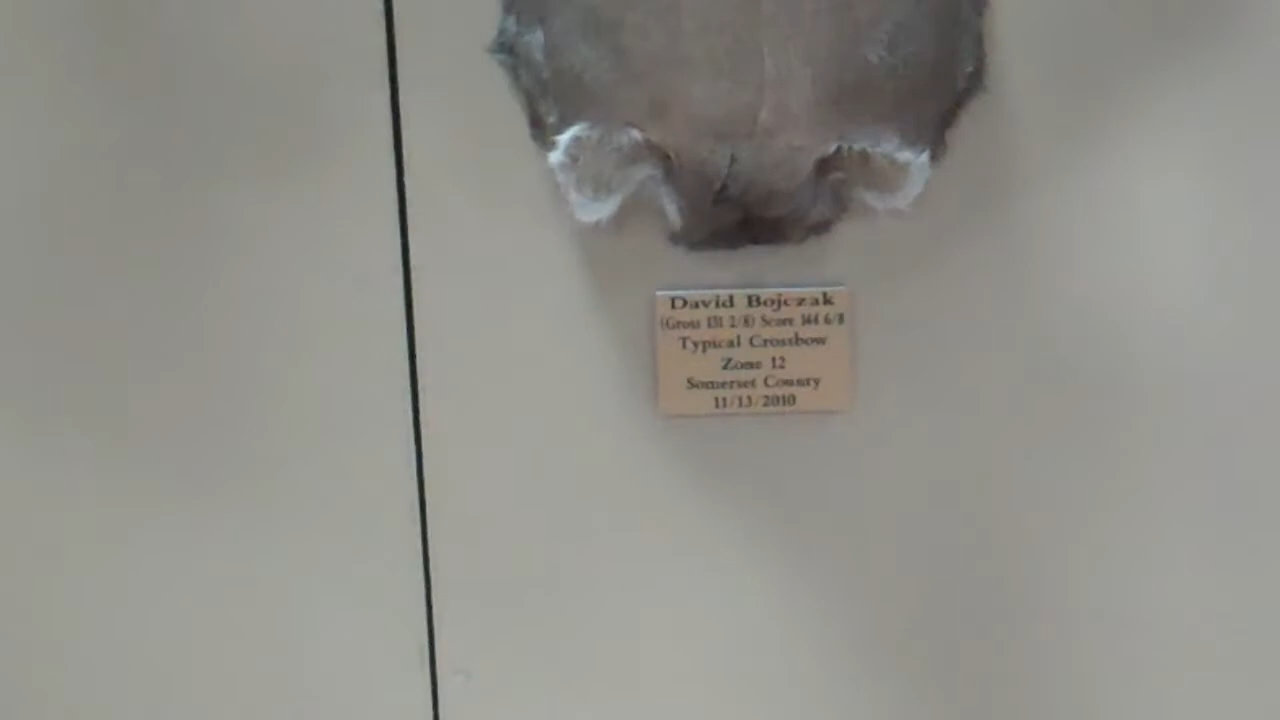 David Bojczak
(Gross 151 2/8) Score 144 6/8
Typical Crossbow
Zone 12
Somerset County
11/13/2010